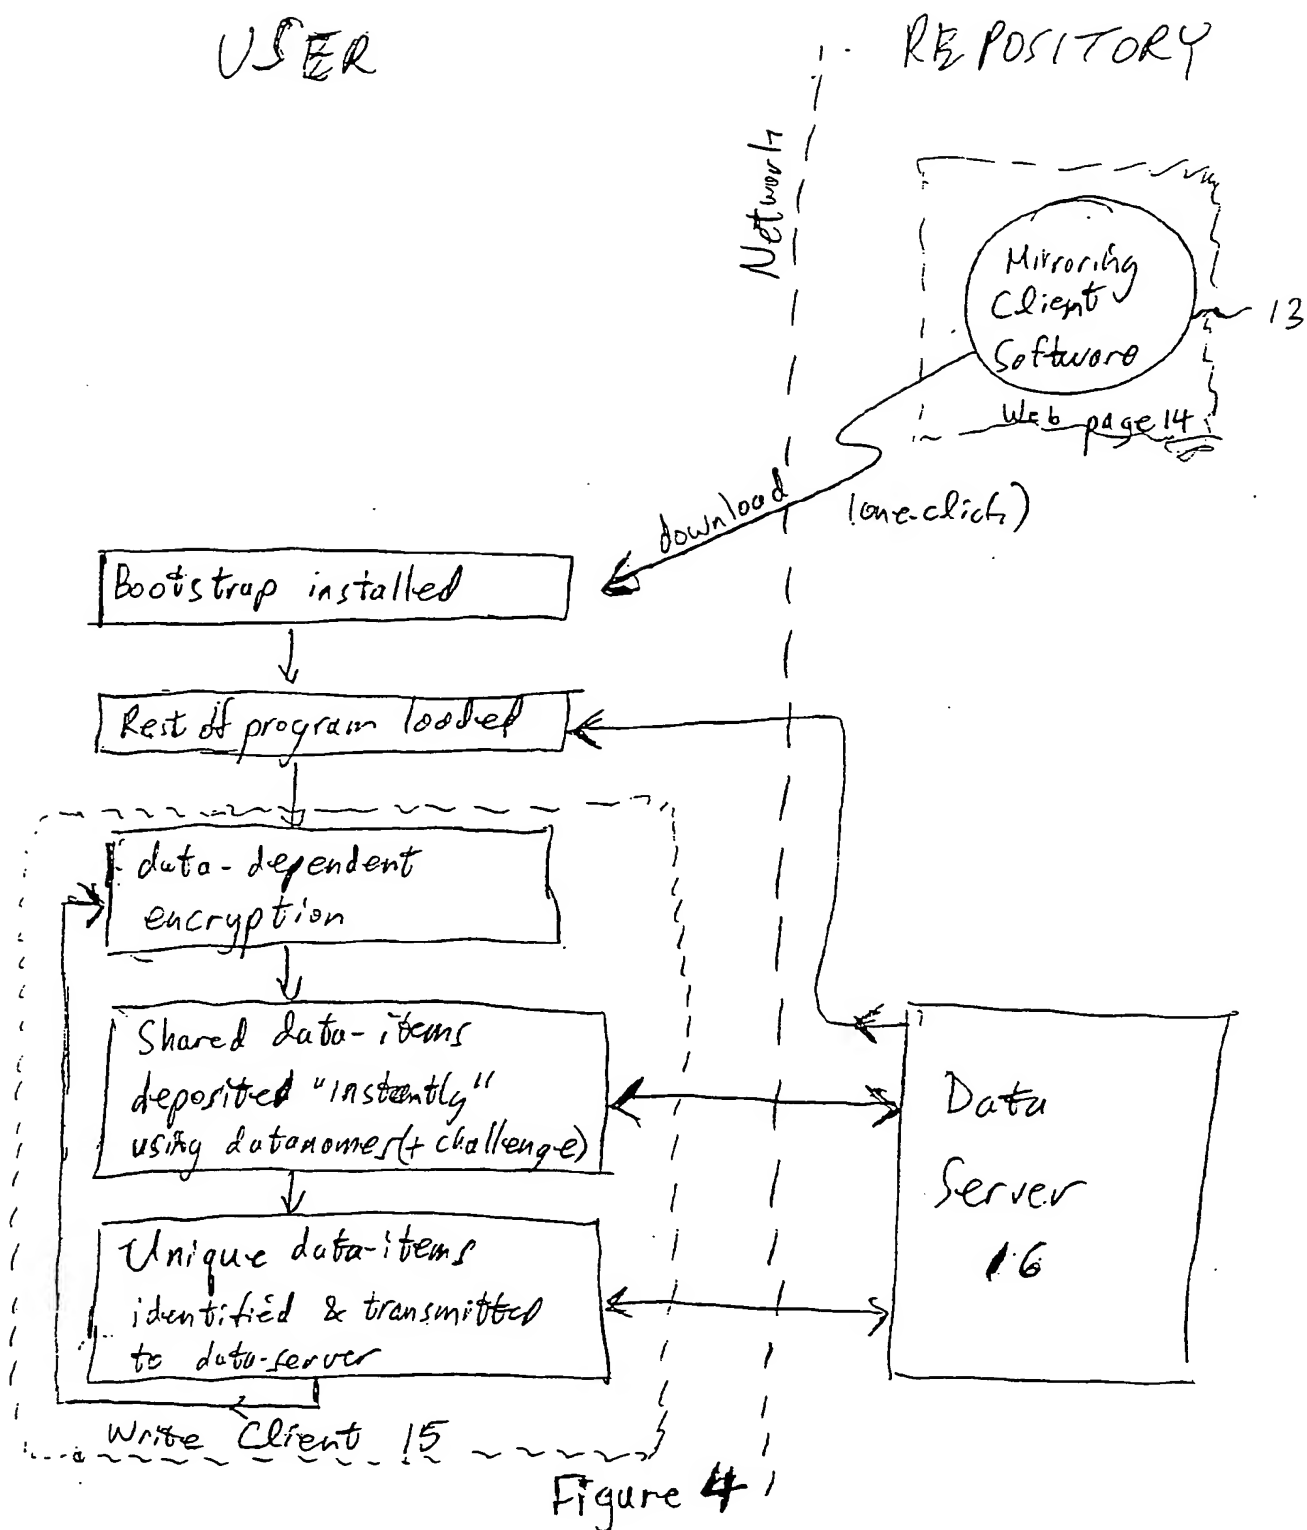 USER
REPOSITORY
Network
Mirroring
Client
Software
13
Web page 14
download
(one-click)
Bootstrap installed
Rest of program loaded
data-dependent
encryption
Shared data-items
deposited "instantly"
using datanames(+ challenge)
Unique data-items
identified & transmitted
to data-server
Write Client 15
Data
Server
16
Figure 4